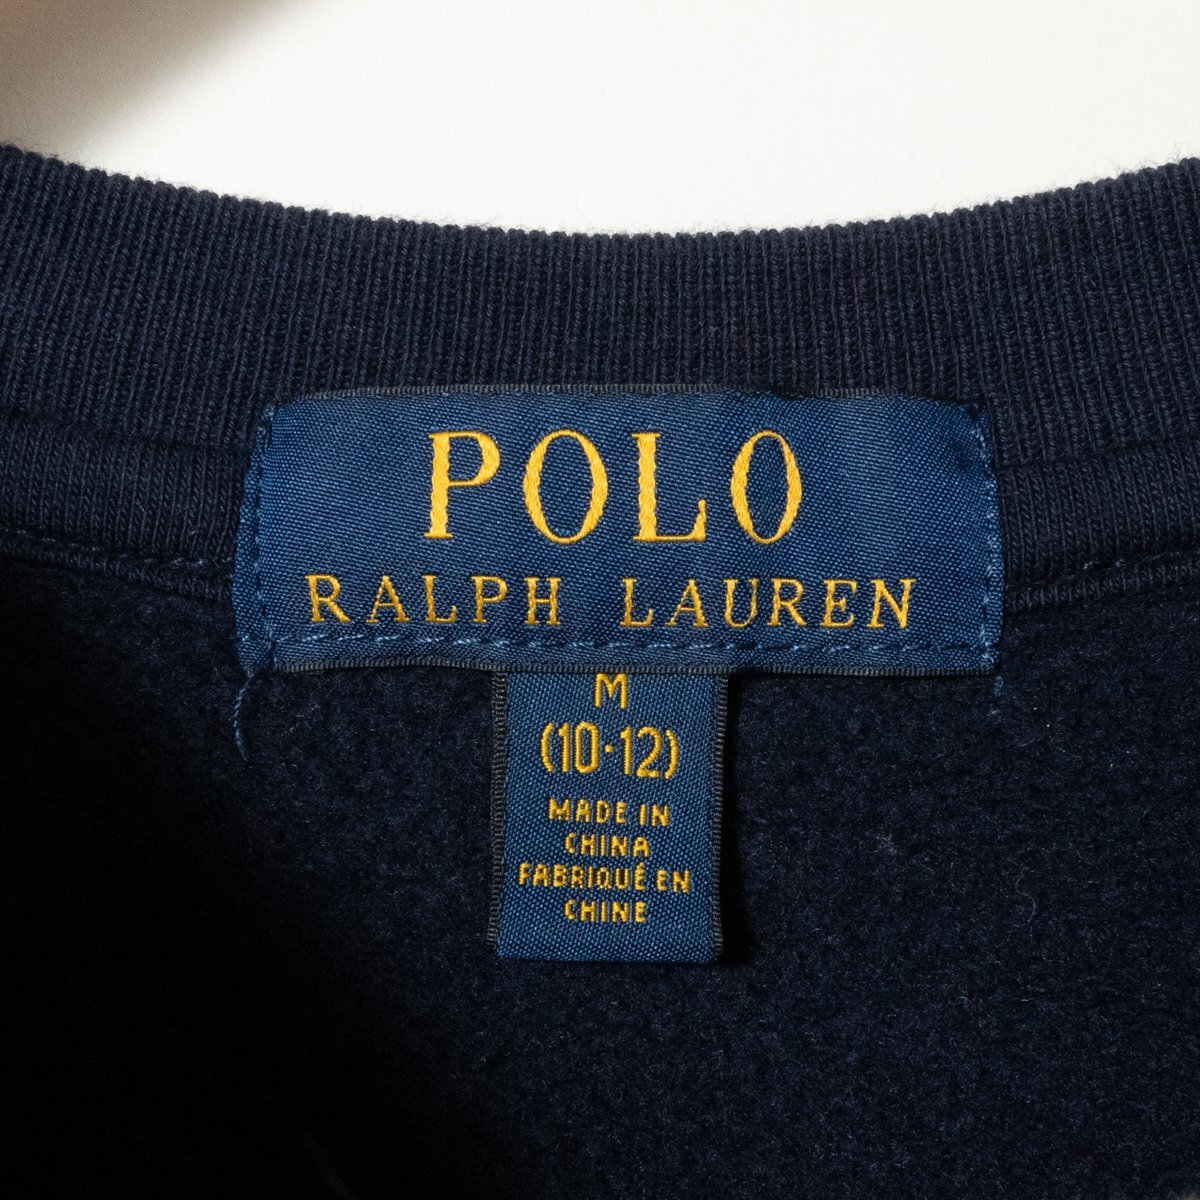 POLO
RALPH LAUREN
M
(10-12)
MADE IN
CHINA
FABRIQUÉ EN
CHINE